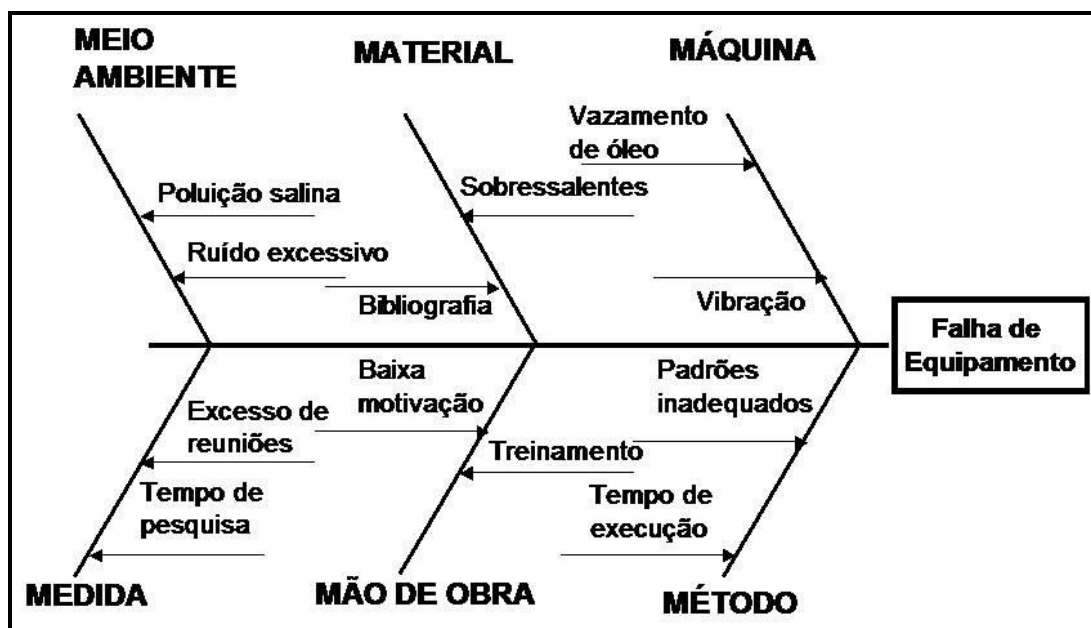 MEIO
AMBIENTE
MATERIAL
MÁQUINA
Vazamento
de óleo
Poluição salina
Sobressalentes
Ruído excessivo
Bibliografia
Vibração
Falha de
Equipamento
Baixa
motivação
Padrões
inadequados
Excesso de
reuniões
Treinamento
Tempo de
pesquisa
Tempo de
execução
MEDIDA
MÃO DE OBRA
MÉTODO